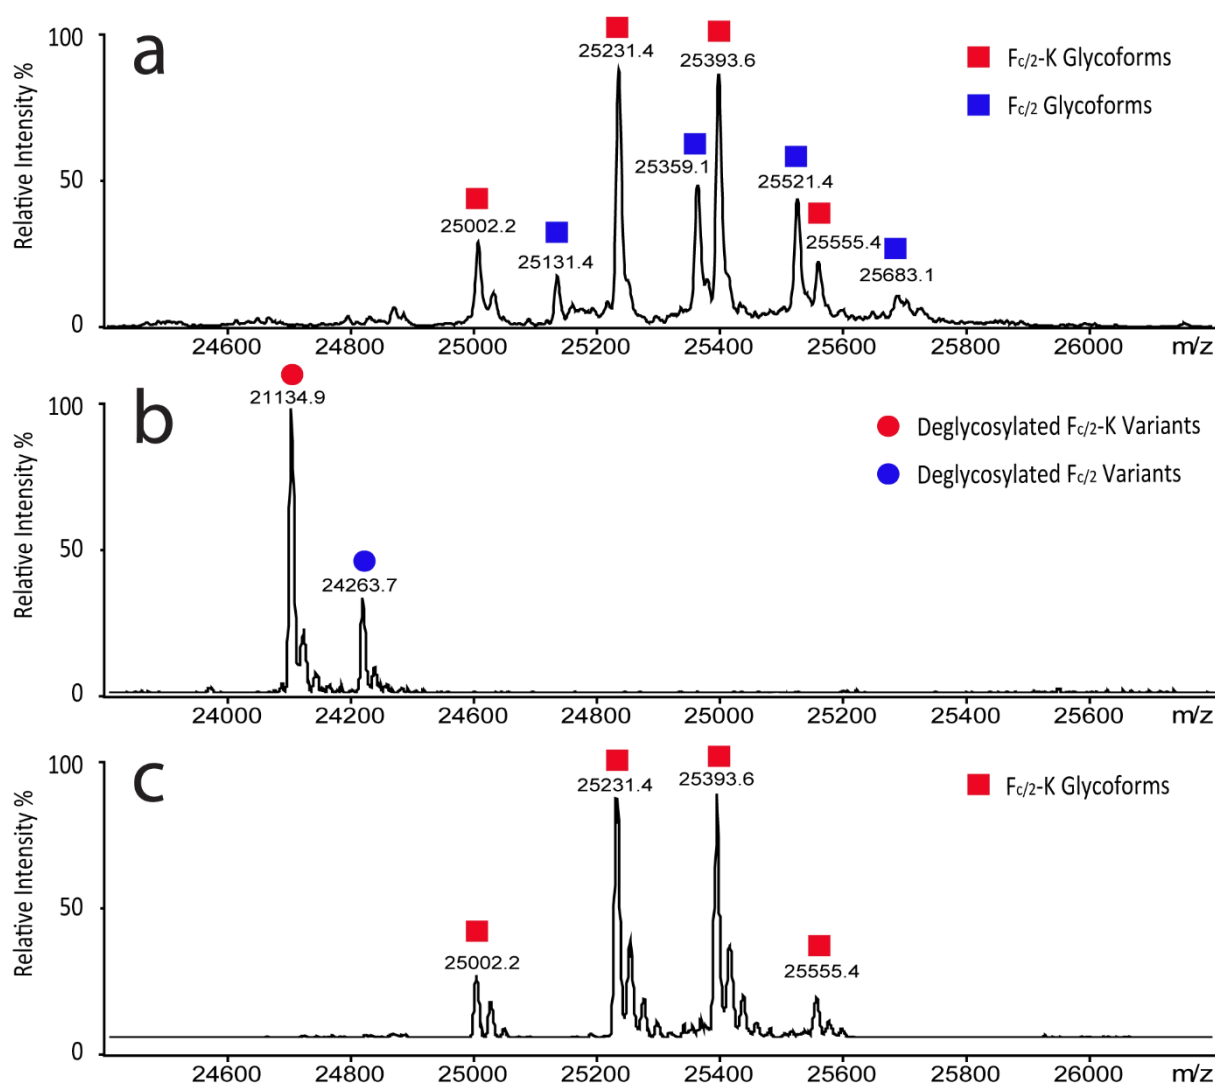 a
Relative Intensity %
100
50
0
25002.2
25131.4
25231.4
25359.1
25393.6
25521.4
25555.4
25683.1
Fc/2-K Glycoforms
Fc/2 Glycoforms
24600 24800 25000 25200 25400 25600 25800 26000 m/z
b
Relative Intensity %
100
50
0
21134.9
24263.7
Deglycosylated Fc/2-K Variants
Deglycosylated Fc/2 Variants
24000 24200 24400 24600 24800 25000 25200 25400 25600 m/z
c
Relative Intensity %
100
50
0
25002.2
25231.4
25393.6
25555.4
Fc/2-K Glycoforms
24600 24800 25000 25200 25400 25600 25800 26000 m/z